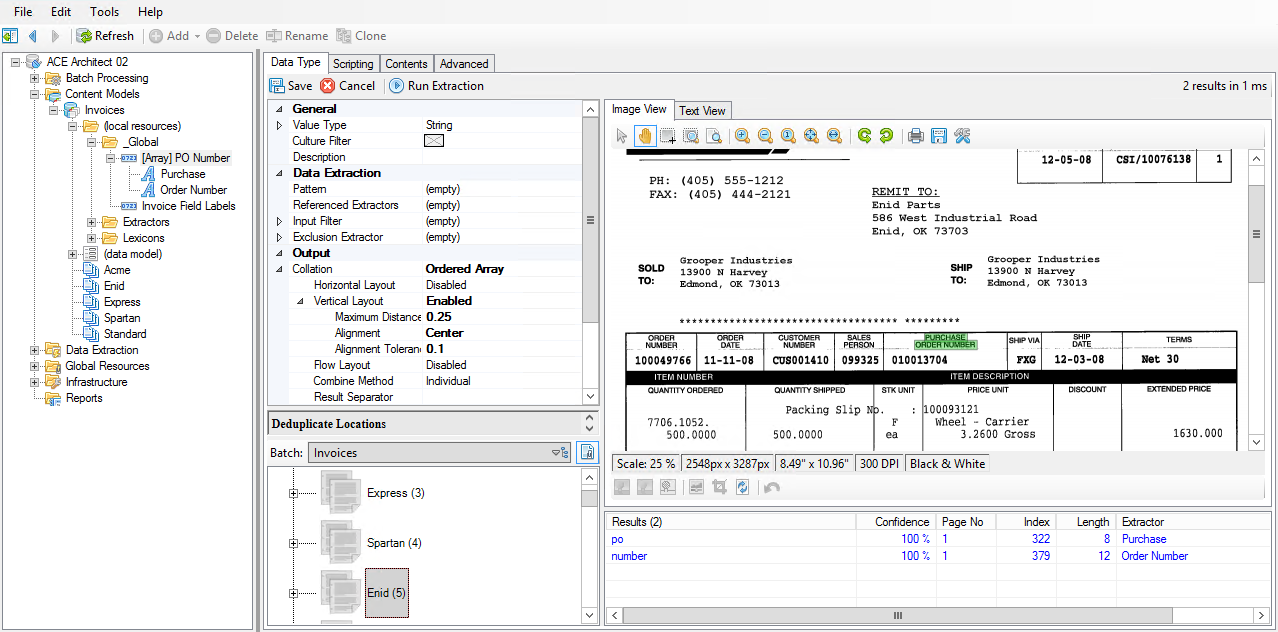 File Edit Tools Help
Refresh Add Delete Rename Clone
ACE Architect 02
Batch Processing
Content Models
Invoices
(local resources)
_Global
[Array] PO Number
Purchase
Order Number
Invoice Field Labels
Extractors
Lexicons
(data model)
Acme
Enid
Express
Spartan
Standard
Data Extraction
Global Resources
Infrastructure
Reports
Data Type Scripting Contents Advanced
Save Cancel Run Extraction 2 results in 1 ms
General
Value Type String
Culture Filter
Description
Data Extraction
Pattern (empty)
Referenced Extractors (empty)
Input Filter (empty)
Exclusion Extractor (empty)
Output
Collation Ordered Array
Horizontal Layout Disabled
Vertical Layout Enabled
Maximum Distance 0.25
Alignment Center
Alignment Toleran 0.1
Flow Layout Disabled
Combine Method Individual
Result Separator
Deduplicate Locations
Batch: Invoices
Express (3)
Spartan (4)
Enid (5)
Image View Text View
12-05-08 CSI/10076138 1
PH: (405) 555-1212
FAX: (405) 444-2121
REMIT TO:
Enid Parts
586 West Industrial Road
Enid, OK 73703
SOLD TO:
Grooper Industries
13900 N Harvey
Edmond, OK 73013
SHIP TO:
Grooper Industries
13900 N Harvey
Edmond, OK 73013
********************************** *********
ORDER NUMBER ORDER DATE CUSTOMER NUMBER SALES PERSON PURCHASE ORDER NUMBER SHIP VIA SHIP DATE TERMS
100049766 11-11-08 CUS001410 099325 010013704 FXG 12-03-08 Net 30
ITEM NUMBER ITEM DESCRIPTION
QUANTITY ORDERED QUANTITY SHIPPED STK UNIT PRICE UNIT DISCOUNT EXTENDED PRICE
Packing Slip No. : 100093121
7706.1052. F Wheel - Carrier
500.0000 500.0000 ea 3.2600 Gross 1630.000
Scale: 25 % 2548px x 3287px 8.49" x 10.96" 300 DPI Black & White
Results (2) Confidence Page No Index Length Extractor
po 100 % 1 322 8 Purchase
number 100 % 1 379 12 Order Number